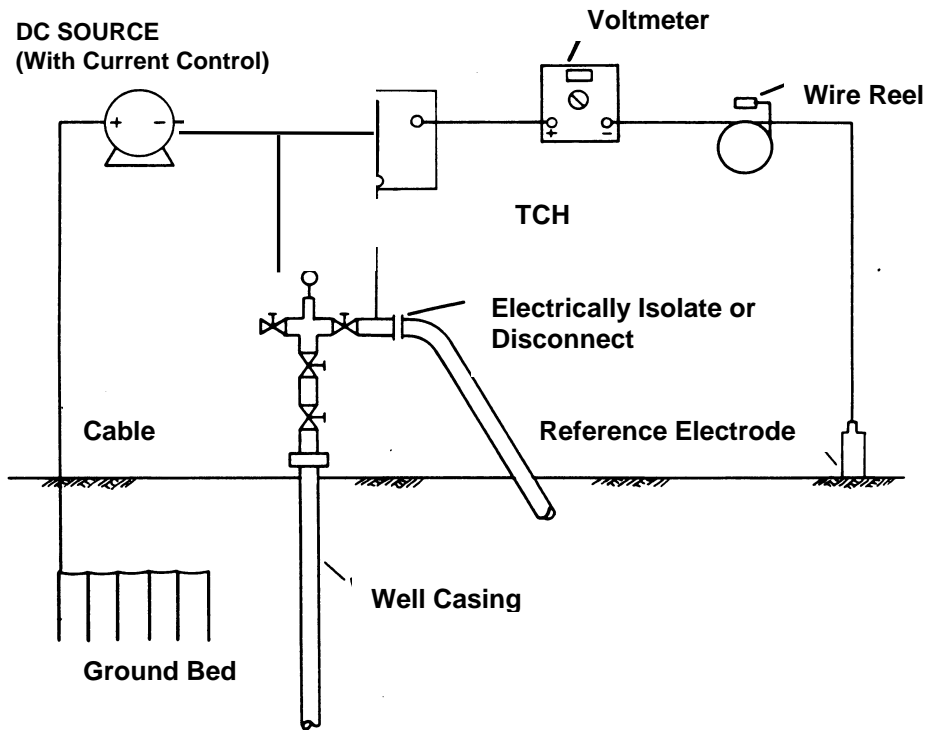 Voltmeter
DC SOURCE
(With Current Control)
Wire Reel
+ -
+ -
TCH
Electrically Isolate or
Disconnect
Cable
Reference Electrode
Well Casing
Ground Bed